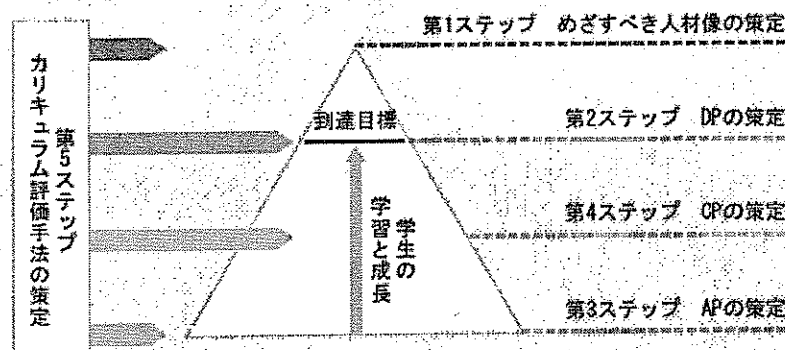 第5ステップ
カリキュラム評価手法の策定
第1ステップ めざすべき人材像の策定
到達目標
第2ステップ DPの策定
学生の
学習と成長
第4ステップ CPの策定
第3ステップ APの策定